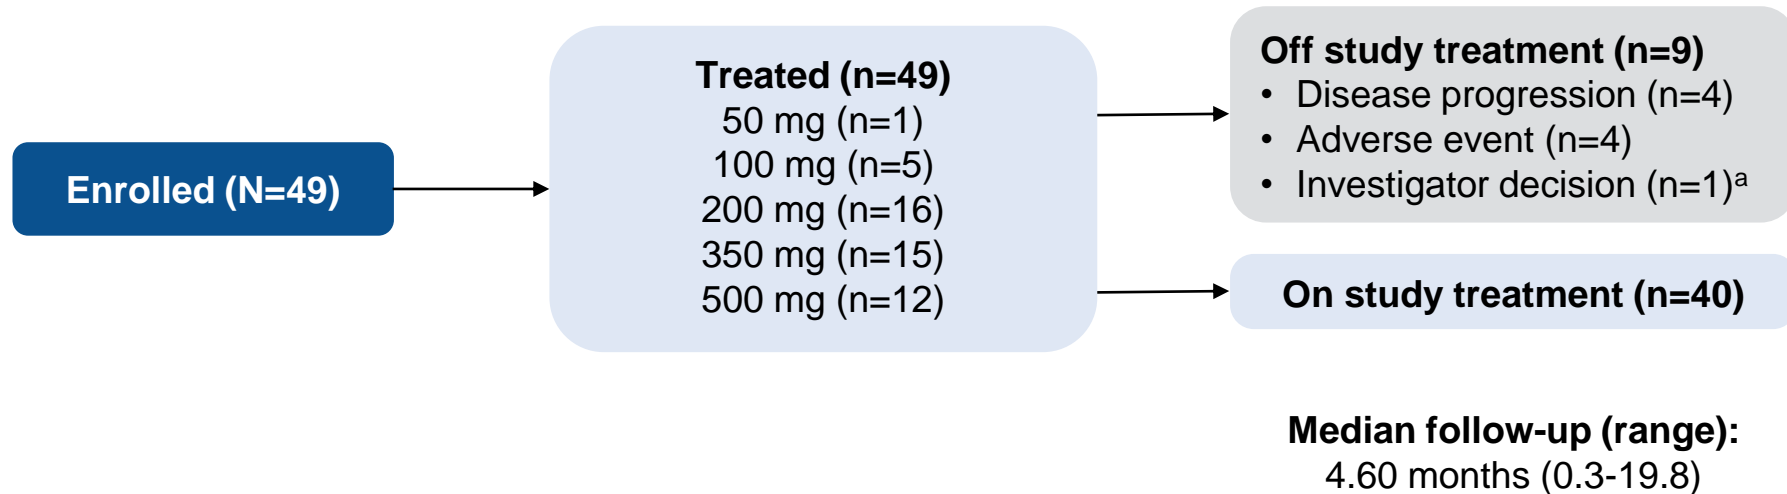 Enrolled (N=49)
Treated (n=49)
50 mg (n=1)
100 mg (n=5)
200 mg (n=16)
350 mg (n=15)
500 mg (n=12)
Off study treatment (n=9)
• Disease progression (n=4)
• Adverse event (n=4)
• Investigator decision (n=1)ᵃ
On study treatment (n=40)
Median follow-up (range):
4.60 months (0.3-19.8)